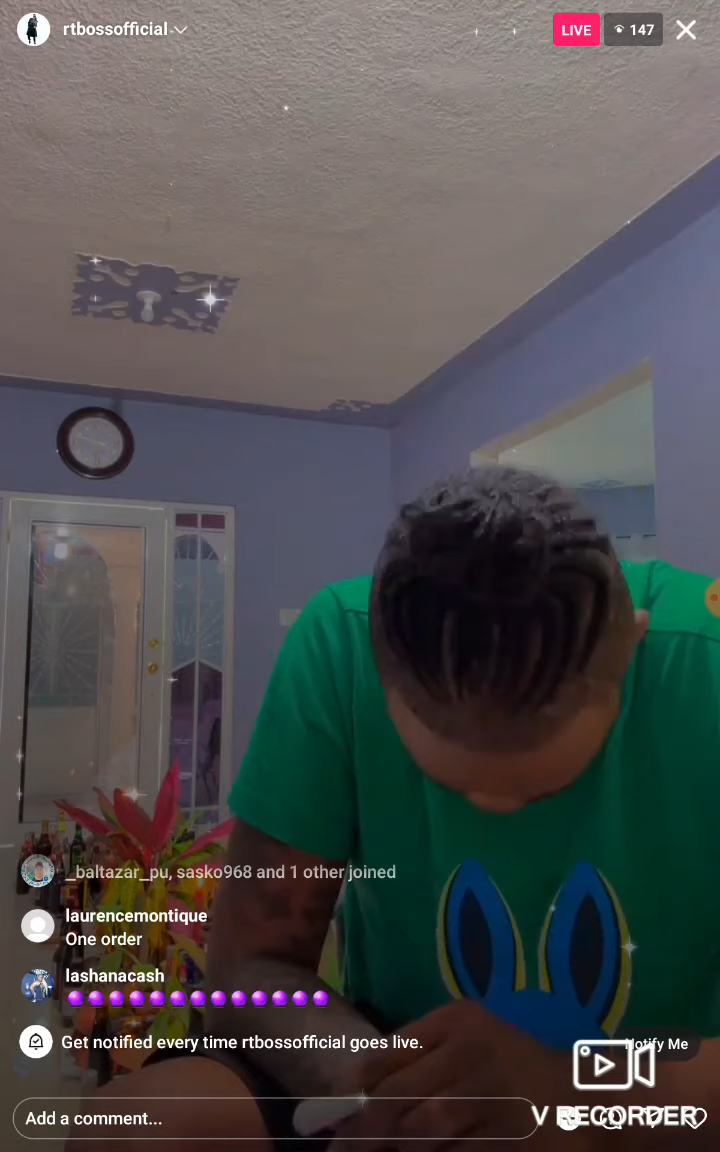 rtbossofficial
LIVE
147
_baltazar_pu, sasko968 and 1 other joined
laurencemontique
One order
lashanacash
Get notified every time rtbossofficial goes live.
Notify Me
Add a comment...
V RECORDER